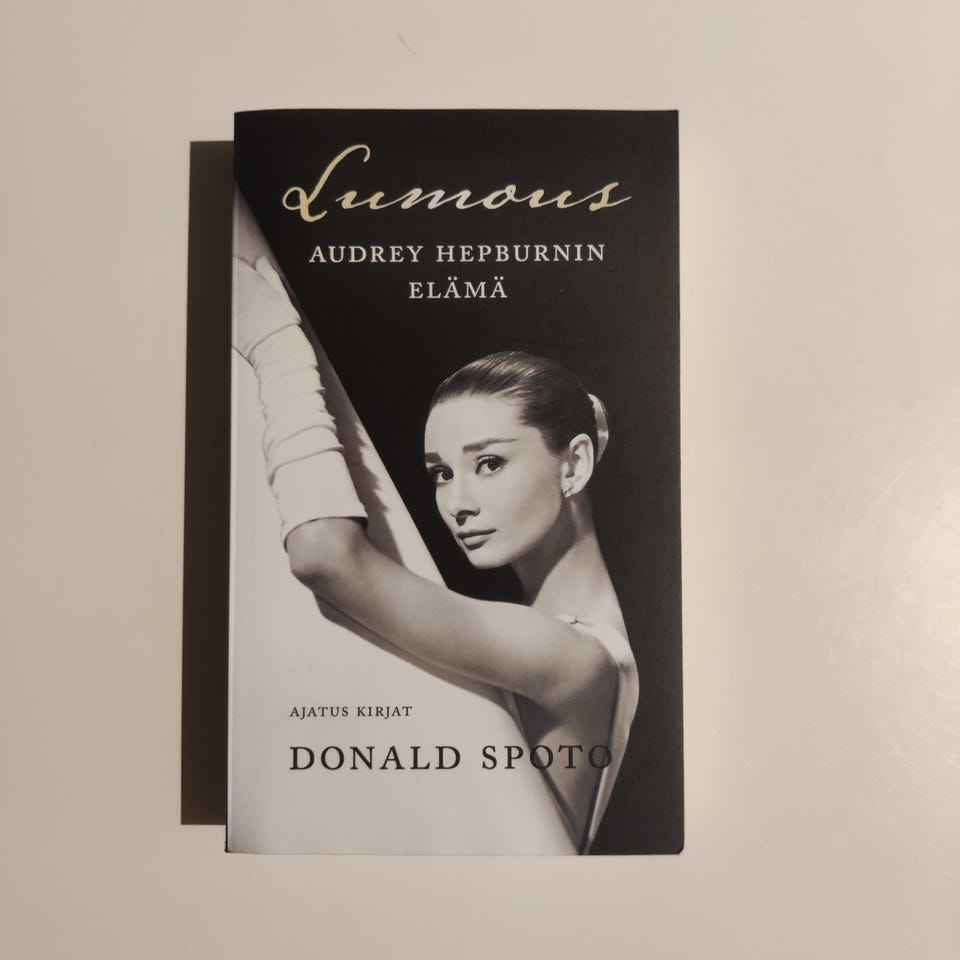 Lumous
AUDREY HEPBURNIN
ELÄMÄ
AJATUS KIRJAT
DONALD SPOTO